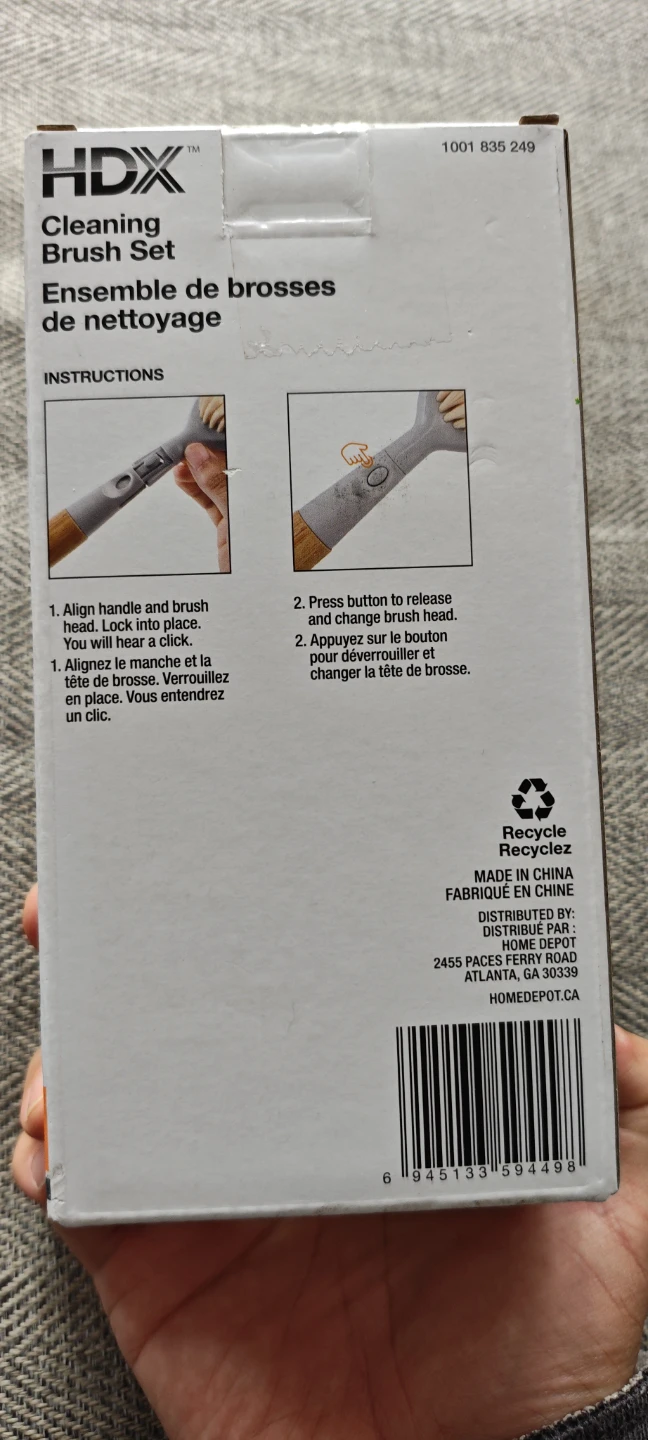 HDX™
1001 835 249
Cleaning
Brush Set
Ensemble de brosses
de nettoyage
INSTRUCTIONS
1. Align handle and brush
head. Lock into place.
You will hear a click.
1. Alignez le manche et la
tête de brosse. Verrouillez
en place. Vous entendrez
un clic.
2. Press button to release
and change brush head.
2. Appuyez sur le bouton
pour déverrouiller et
changer la tête de brosse.
Recycle
Recyclez
MADE IN CHINA
FABRIQUÉ EN CHINE
DISTRIBUTED BY:
DISTRIBUÉ PAR :
HOME DEPOT
2455 PACES FERRY ROAD
ATLANTA, GA 30339
HOMEDEPOT.CA
6 945133 594498